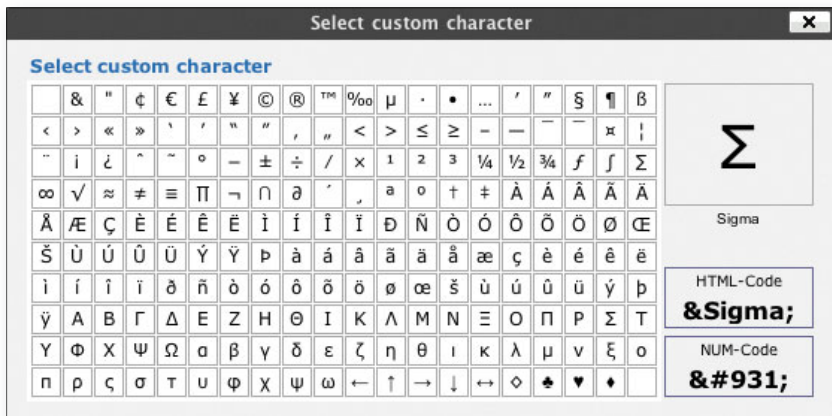 Select custom character
Select custom character
& " ¢ € £ ¥ © ® ™ ‰ µ · • … ′ ″ § ¶ ß
‹ › « » ‘ ’ “ ” ‚ „ < > ≤ ≥ – — ¯ ‾ ¤ ¦
¨ ¡ ¿ ˆ ˜ ° − ± ÷ ⁄ × ¹ ² ³ ¼ ½ ¾ ƒ ∫ ∑
∞ √ ≈ ≠ ≡ ∏ ¬ ∩ ∂ ´ ¸ ª º † ‡ À Á Â Ã Ä
Å Æ Ç È É Ê Ë Ì Í Î Ï Ð Ñ Ò Ó Ô Õ Ö Ø Œ
Š Ù Ú Û Ü Ý Ÿ Þ à á â ã ä å æ ç è é ê ë
ì í î ï ð ñ ò ó ô õ ö ø œ š ù ú û ü ý þ
ÿ Α Β Γ Δ Ε Ζ Η Θ Ι Κ Λ Μ Ν Ξ Ο Π Ρ Σ Τ
Υ Φ Χ Ψ Ω α β γ δ ε ζ η θ ι κ λ μ ν ξ ο
π ρ ς σ τ υ φ χ ψ ω ← ↑ → ↓ ↔ ◊ ♣ ♥ ♦
Σ
Sigma
HTML-Code
&Sigma;
NUM-Code
&#931;